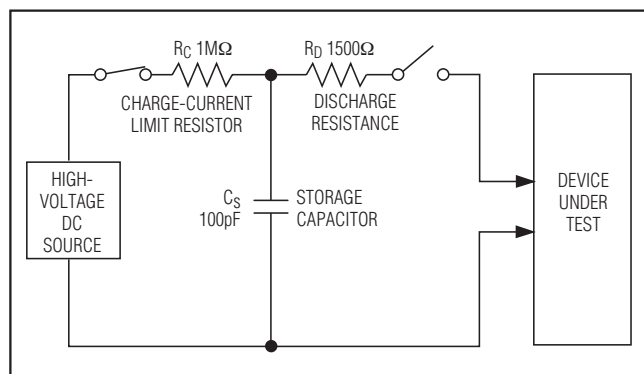 R_C 1MΩ
CHARGE-CURRENT
LIMIT RESISTOR
R_D 1500Ω
DISCHARGE
RESISTANCE
HIGH-
VOLTAGE
DC
SOURCE
C_S
100pF
STORAGE
CAPACITOR
DEVICE
UNDER
TEST